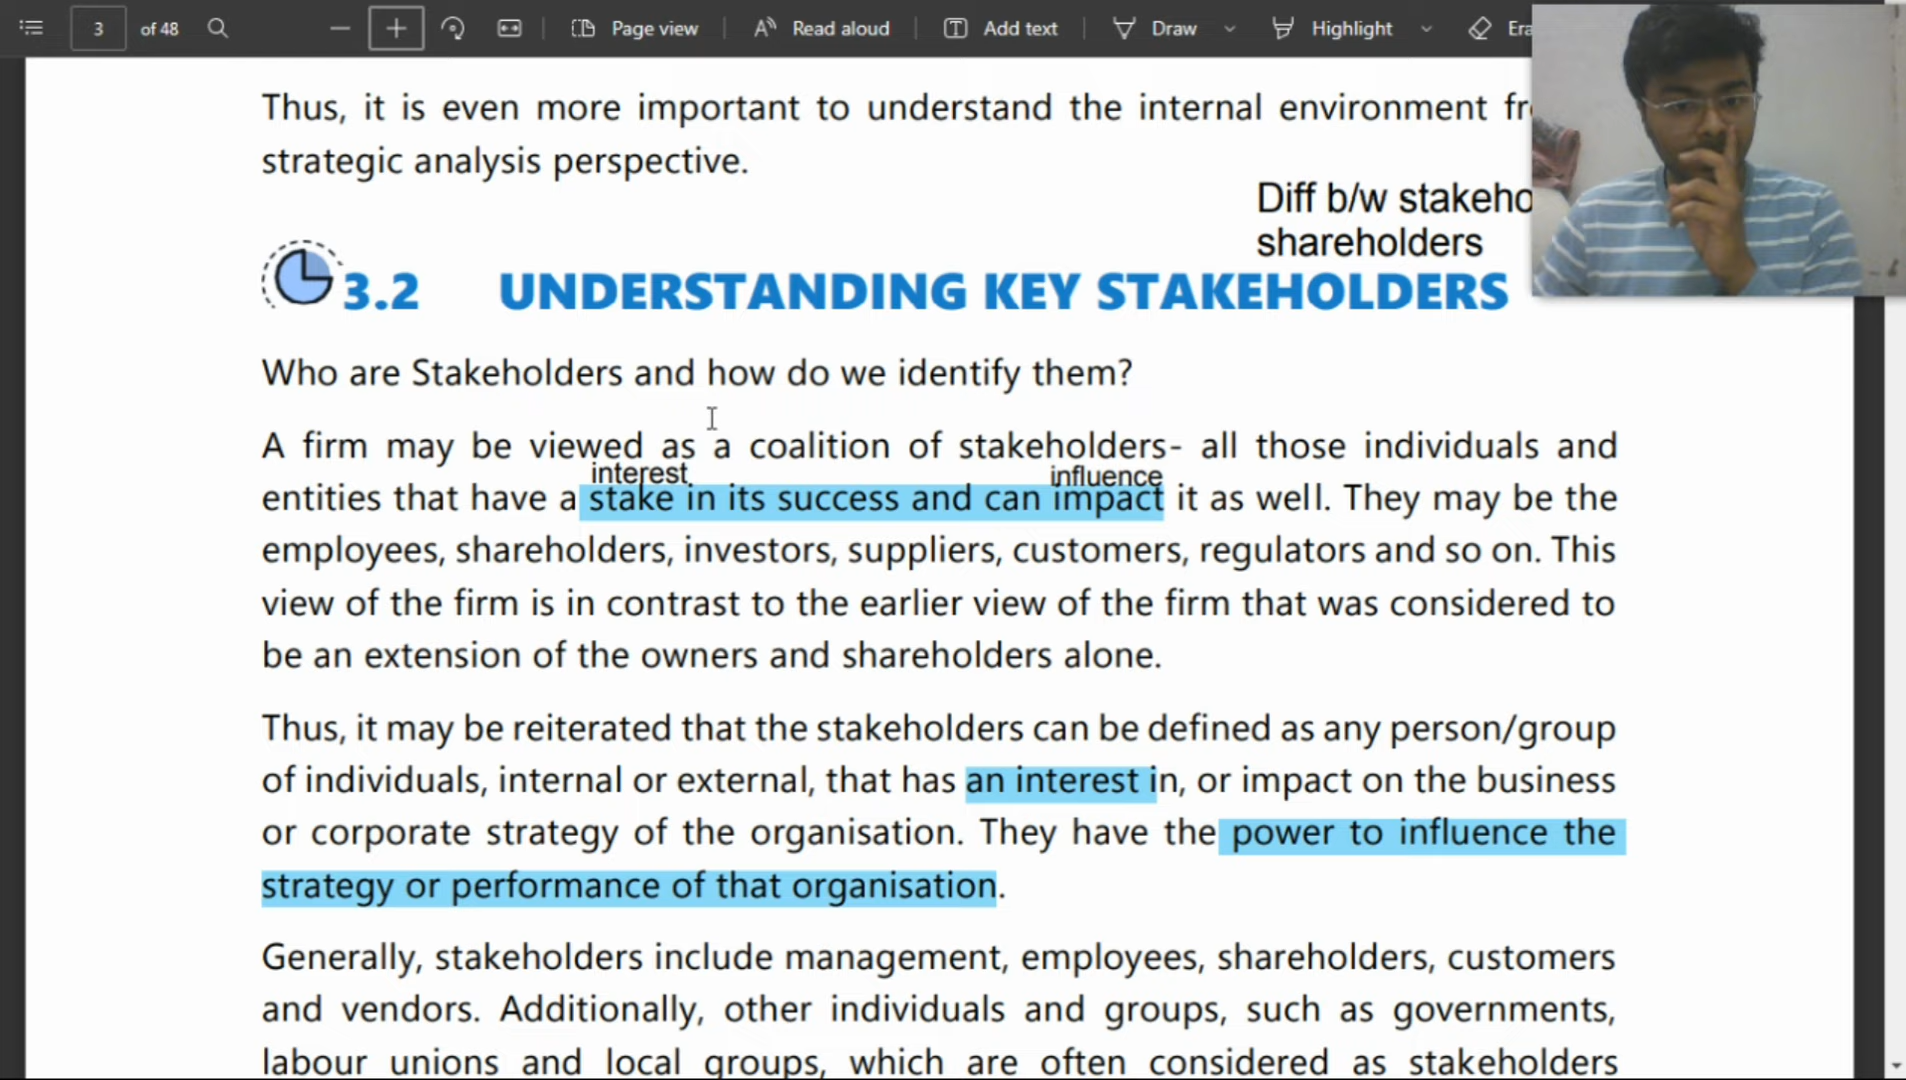 3 of 48 Page view Read aloud Add text Draw Highlight
Thus, it is even more important to understand the internal environment
strategic analysis perspective.
Diff b/w
shareholders
3.2 UNDERSTANDING KEY STAKEHOLDERS
Who are Stakeholders and how do we identify them?
A firm may be viewed as a coalition of stakeholders- all those individuals and
interest influence
entities that have a stake in its success and can impact it as well. They may be the
employees, shareholders, investors, suppliers, customers, regulators and so on. This
view of the firm is in contrast to the earlier view of the firm that was considered to
be an extension of the owners and shareholders alone.
Thus, it may be reiterated that the stakeholders can be defined as any person/group
of individuals, internal or external, that has an interest in, or impact on the business
or corporate strategy of the organisation. They have the power to influence the
strategy or performance of that organisation.
Generally, stakeholders include management, employees, shareholders, customers
and vendors. Additionally, other individuals and groups, such as governments,
labour unions and local groups, which are often considered as stakeholders